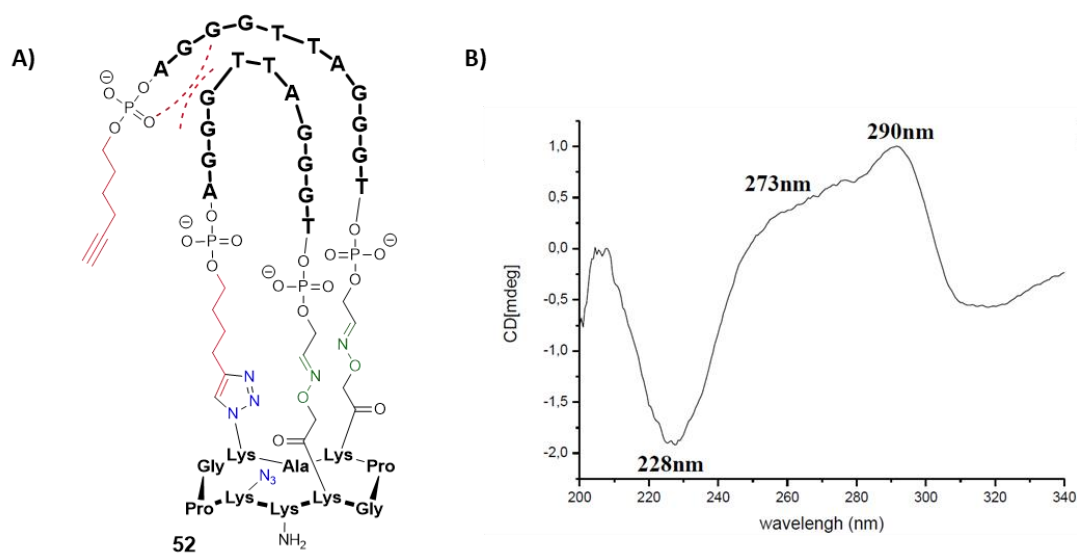 A)
A G G G T T A G G G T
G G G A
T T A G G G T
O
⊖
O P O
O
⊖
O P O
O
O
⊖
O P O
O
O
⊖
O P O
O
N
O
O
N
O
O
N
N
N
Gly Lys Ala Lys Pro
N3
Pro Lys Lys Lys Gly
NH2
52
B)
290nm
273nm
228nm
CD[mdeg]
1,0
0,5
0,0
-0,5
-1,0
-1,5
-2,0
200 220 240 260 280 300 320 340
wavelengh (nm)